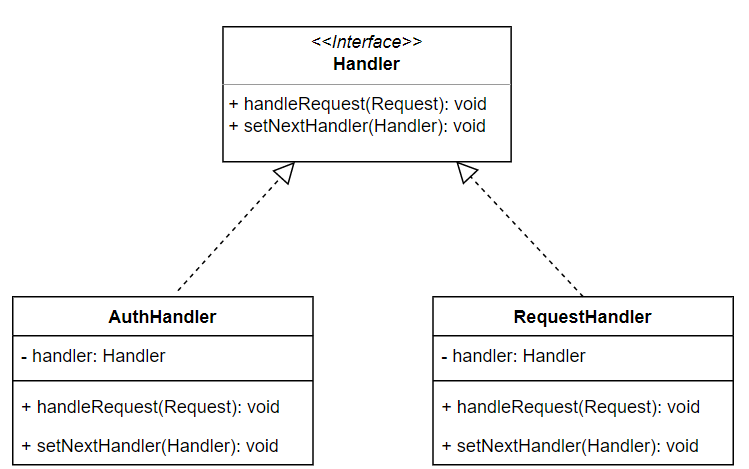 <<Interface>>
Handler
+ handleRequest(Request): void
+ setNextHandler(Handler): void
AuthHandler
- handler: Handler
+ handleRequest(Request): void
+ setNextHandler(Handler): void
RequestHandler
- handler: Handler
+ handleRequest(Request): void
+ setNextHandler(Handler): void